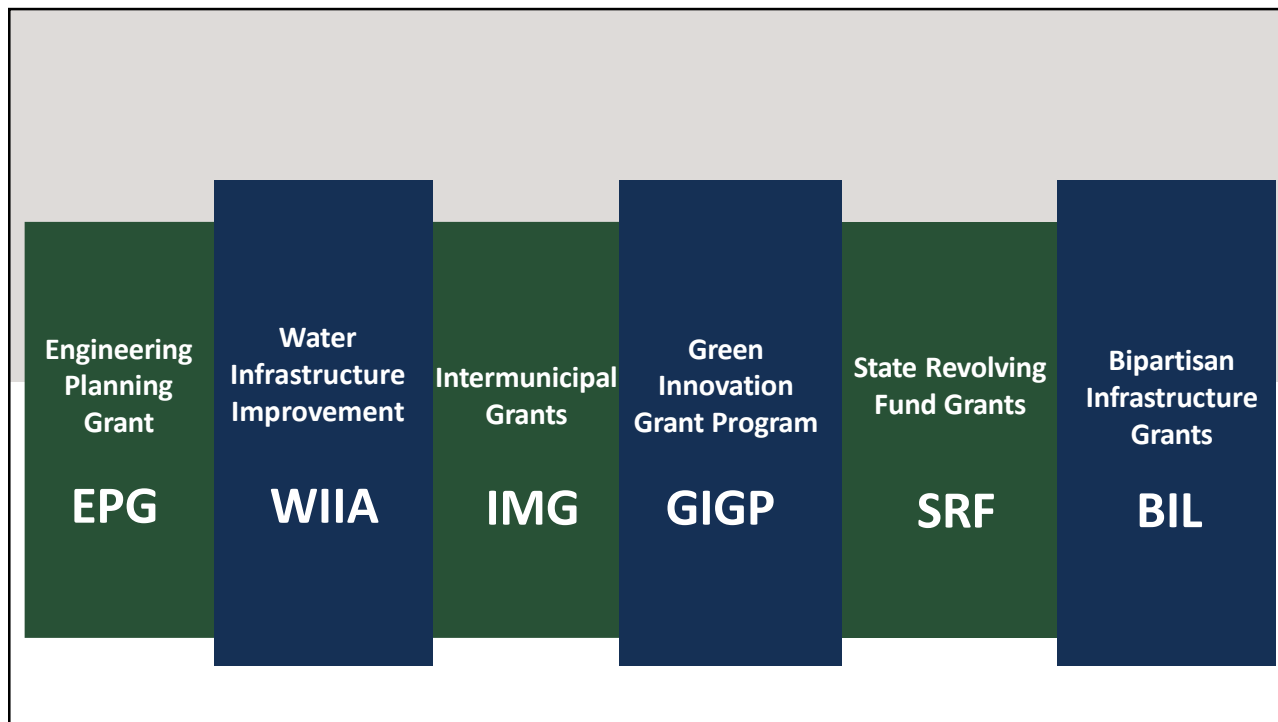 Engineering
Planning
Grant
EPG
Water
Infrastructure
Improvement
WIIA
Intermunicipal
Grants
IMG
Green
Innovation
Grant Program
GIGP
State Revolving
Fund Grants
SRF
Bipartisan
Infrastructure
Grants
BIL